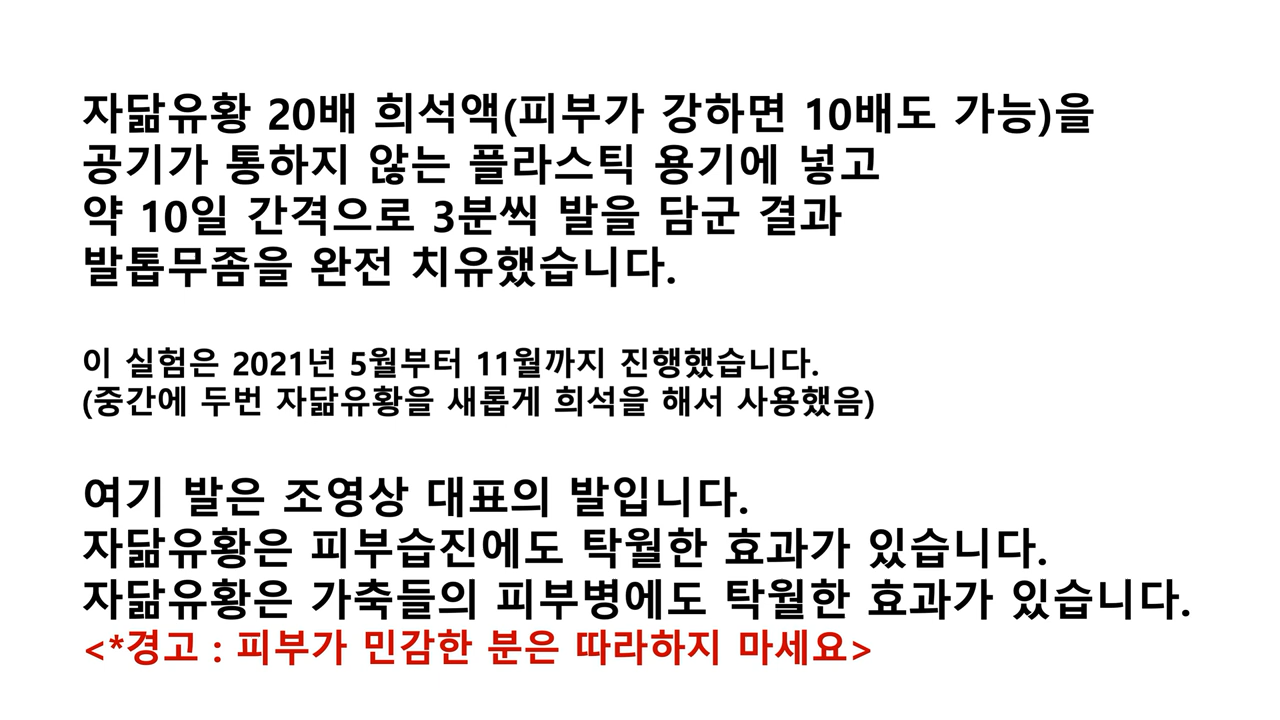 자닮유황 20배 희석액(피부가 강하면 10배도 가능)을
공기가 통하지 않는 플라스틱 용기에 넣고
약 10일 간격으로 3분씩 발을 담군 결과
발톱무좀을 완전 치유했습니다.
이 실험은 2021년 5월부터 11월까지 진행했습니다.
(중간에 두번 자닮유황을 새롭게 희석을 해서 사용했음)
여기 발은 조영상 대표의 발입니다.
자닮유황은 피부습진에도 탁월한 효과가 있습니다.
자닮유황은 가축들의 피부병에도 탁월한 효과가 있습니다.
<*경고 : 피부가 민감한 분은 따라하지 마세요>